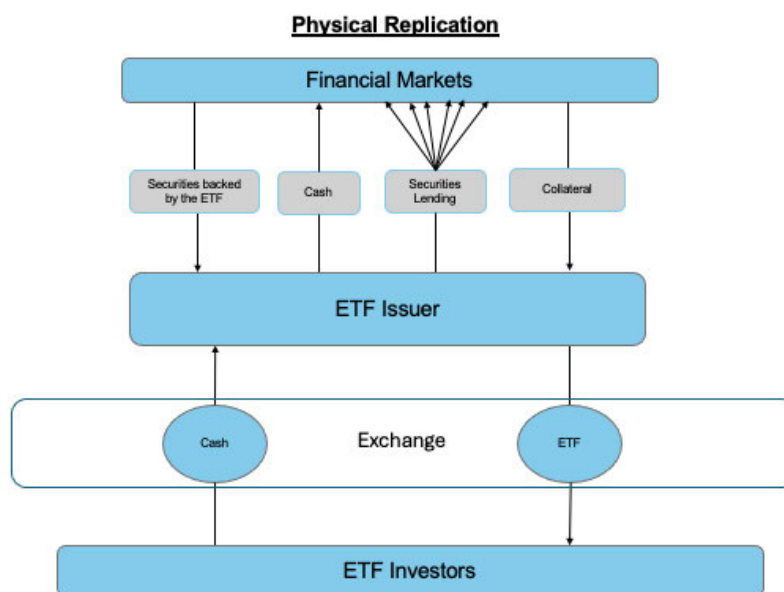 Physical Replication
Financial Markets
Securities backed
by the ETF
Cash
Securities
Lending
Collateral
ETF Issuer
Cash
Exchange
ETF
ETF Investors